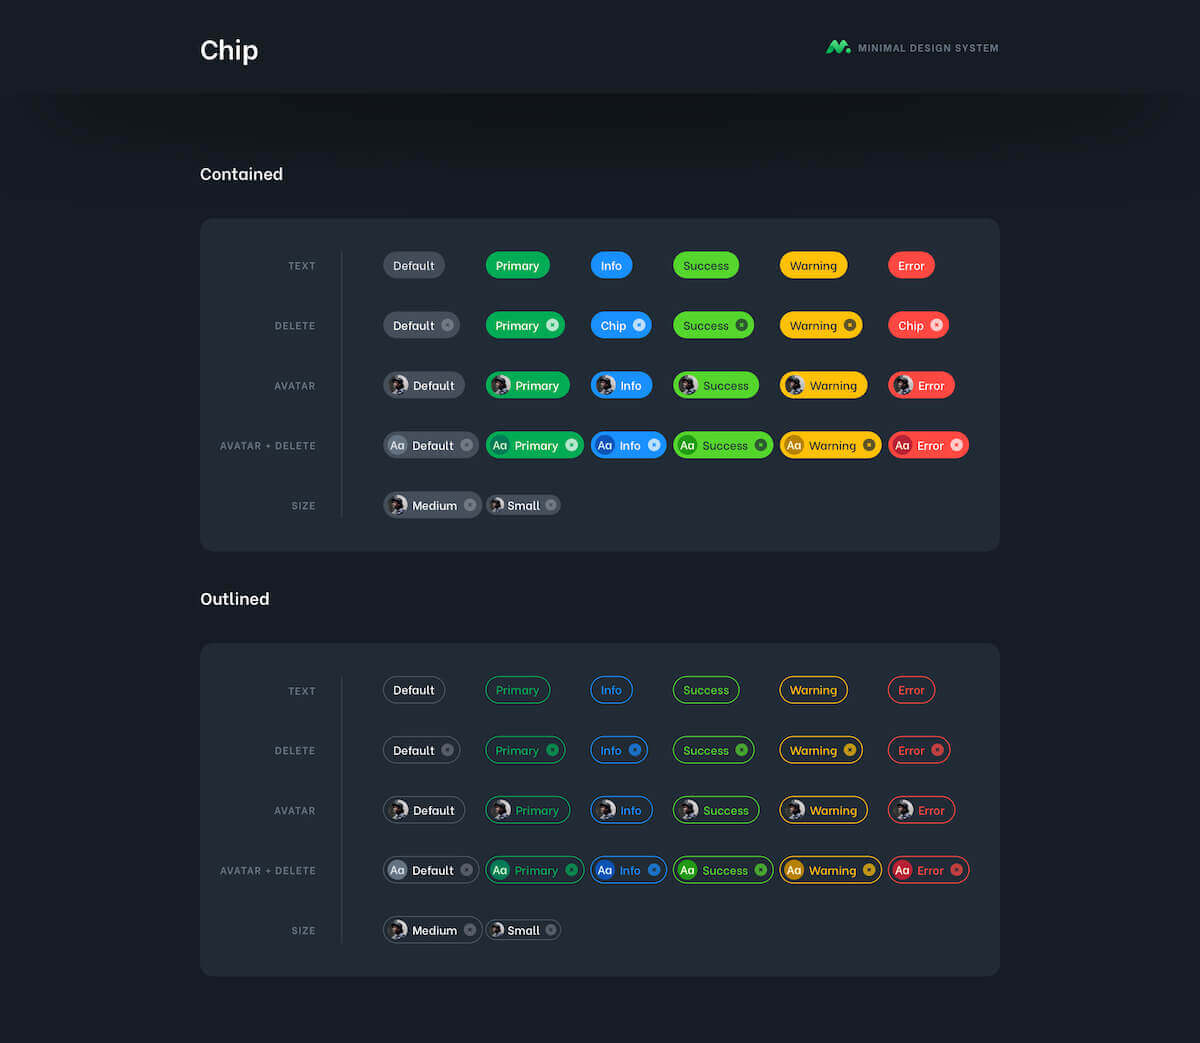 Chip
MINIMAL DESIGN SYSTEM
Contained
TEXT Default Primary Info Success Warning Error
DELETE Default Primary Chip Success Warning Chip
AVATAR Default Primary Info Success Warning Error
AVATAR + DELETE Aa Default Aa Primary Aa Info Aa Success Aa Warning Aa Error
SIZE Medium Small
Outlined
TEXT Default Primary Info Success Warning Error
DELETE Default Primary Info Success Warning Error
AVATAR Default Primary Info Success Warning Error
AVATAR + DELETE Aa Default Aa Primary Aa Info Aa Success Aa Warning Aa Error
SIZE Medium Small